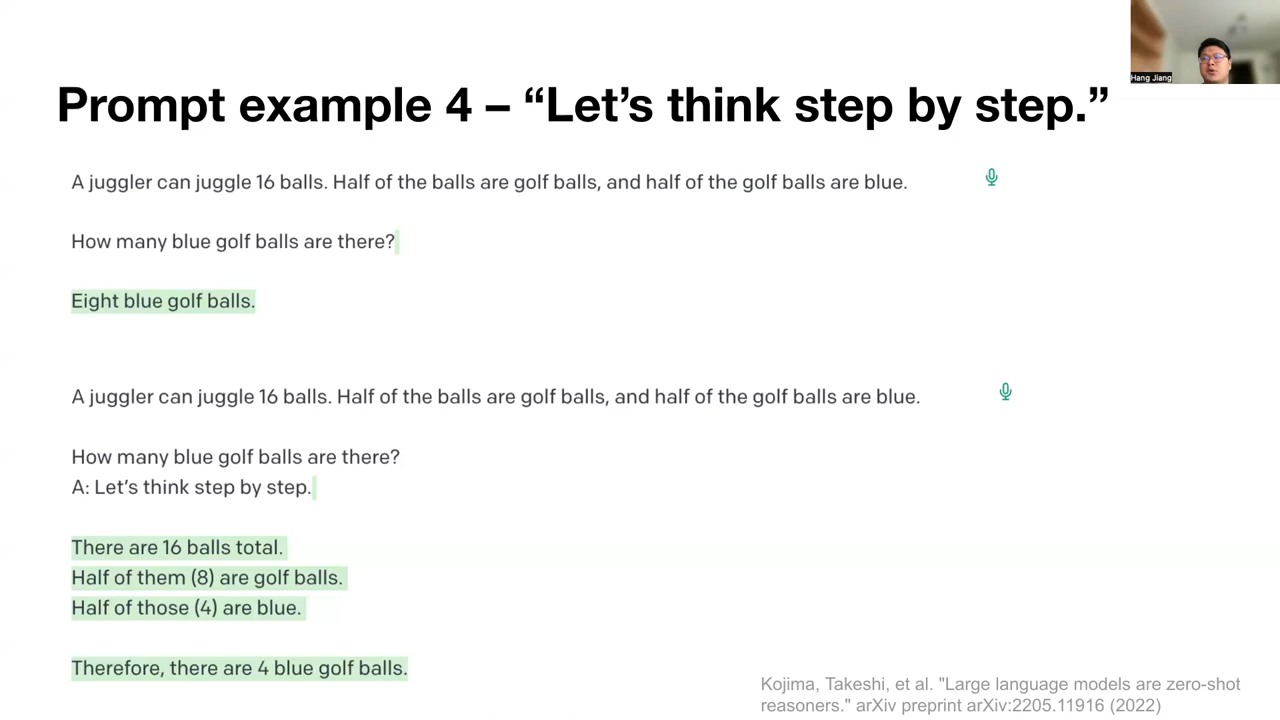 Hang Jiang
Prompt example 4 – “Let’s think step by step.”
A juggler can juggle 16 balls. Half of the balls are golf balls, and half of the golf balls are blue.
How many blue golf balls are there?
Eight blue golf balls.
A juggler can juggle 16 balls. Half of the balls are golf balls, and half of the golf balls are blue.
How many blue golf balls are there?
A: Let’s think step by step.
There are 16 balls total.
Half of them (8) are golf balls.
Half of those (4) are blue.
Therefore, there are 4 blue golf balls.
Kojima, Takeshi, et al. "Large language models are zero-shot
reasoners." arXiv preprint arXiv:2205.11916 (2022)